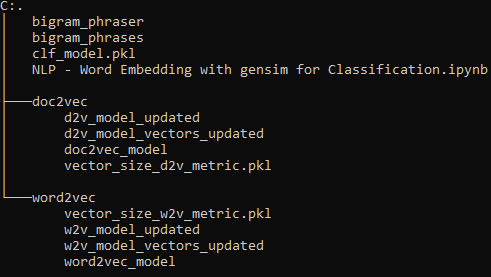 C:.
bigram_phraser
bigram_phrases
clf_model.pkl
NLP - Word Embedding with gensim for Classification.ipynb
doc2vec
d2v_model_updated
d2v_model_vectors_updated
doc2vec_model
vector_size_d2v_metric.pkl
word2vec
vector_size_w2v_metric.pkl
w2v_model_updated
w2v_model_vectors_updated
word2vec_model